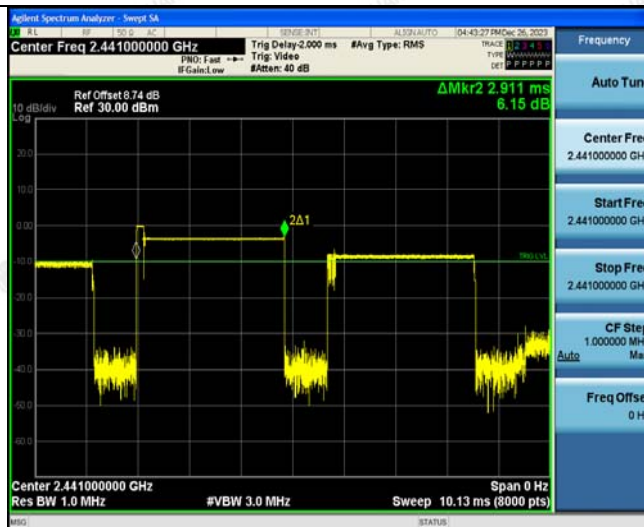 Agilent Spectrum Analyzer - Swept SA
RL RF 50 Ω AC SENSE:INT ALIGNAUTO 04:43:27 PM Dec 26, 2023
Center Freq 2.441000000 GHz
PNO: Fast
IFGain:Low
Trig Delay-2.000 ms
Trig: Video
#Atten: 40 dB
#Avg Type: RMS
TRACE 1 2 3 4 5 6
TYPE
DET P P P P P P
Ref Offset 8.74 dB
Ref 30.00 dBm
10 dB/div
Log
ΔMkr2 2.911 ms
6.15 dB
20.0
10.0
0.00
-10.0
-20.0
-30.0
-40.0
-50.0
-60.0
2Δ1
TRIG LVL
Center 2.441000000 GHz
Res BW 1.0 MHz
#VBW 3.0 MHz
Span 0 Hz
Sweep 10.13 ms (8000 pts)
MSG
STATUS
Frequency
Auto Tun
Center Fre
2.441000000 GH
Start Fre
2.441000000 GH
Stop Fre
2.441000000 GH
CF Ste
1.000000 MH
Auto Ma
Freq Offse
0 H